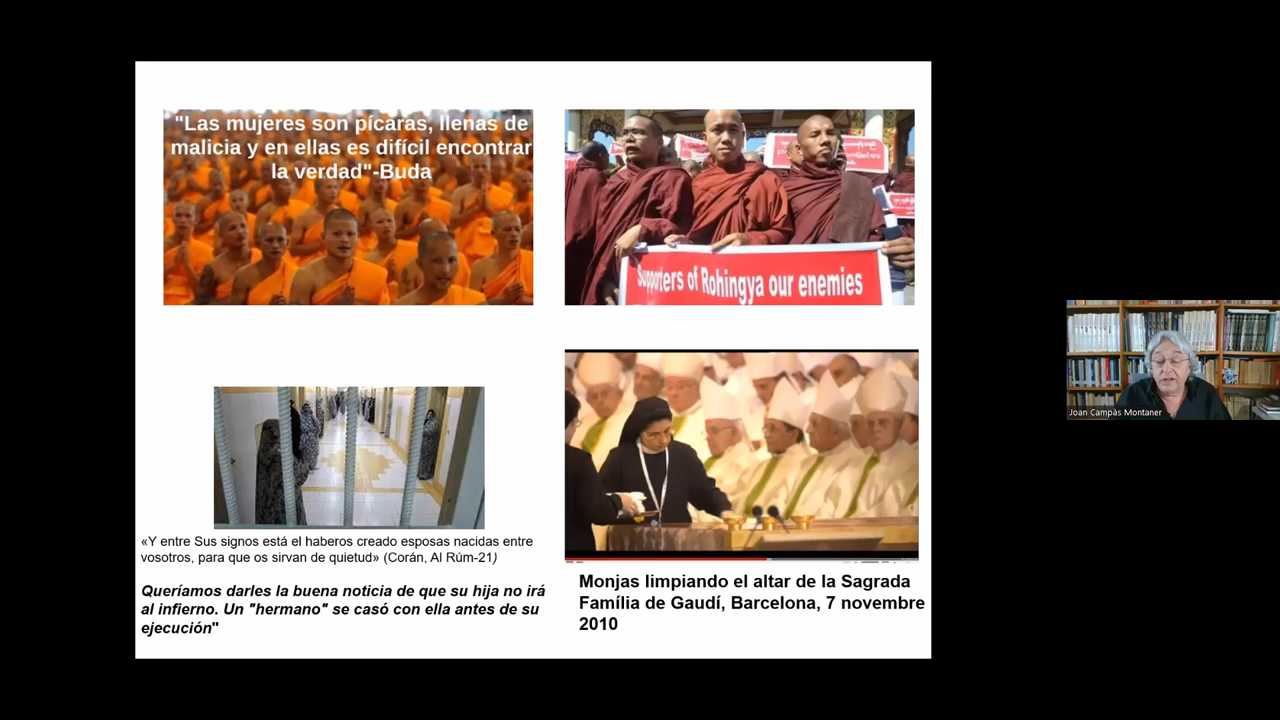 "Las mujeres son pícaras, llenas de
malicia y en ellas es difícil encontrar
la verdad"-Buda
Supporters of Rohingya our enemies
«Y entre Sus signos está el haberos creado esposas nacidas entre
vosotros, para que os sirvan de quietud» (Corán, Al Rúm-21)
Queríamos darles la buena noticia de que su hija no irá
al infierno. Un "hermano" se casó con ella antes de su
ejecución"
Monjas limpiando el altar de la Sagrada
Família de Gaudí, Barcelona, 7 novembre
2010
Joan Campàs Montaner